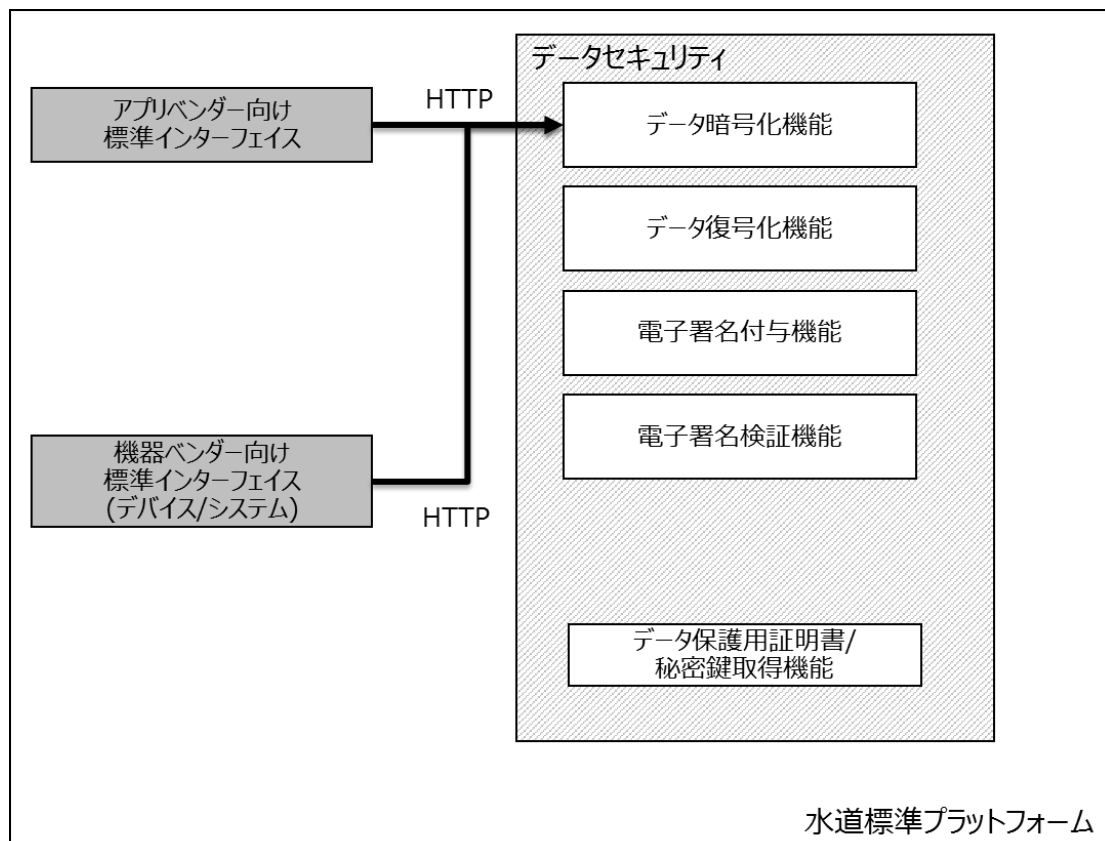 データセキュリティ
アプリベンダー向け
標準インターフェイス
HTTP
データ暗号化機能
データ復号化機能
電子署名付与機能
電子署名検証機能
機器ベンダー向け
標準インターフェイス
(デバイス/システム)
HTTP
データ保護用証明書/
秘密鍵取得機能
水道標準プラットフォーム